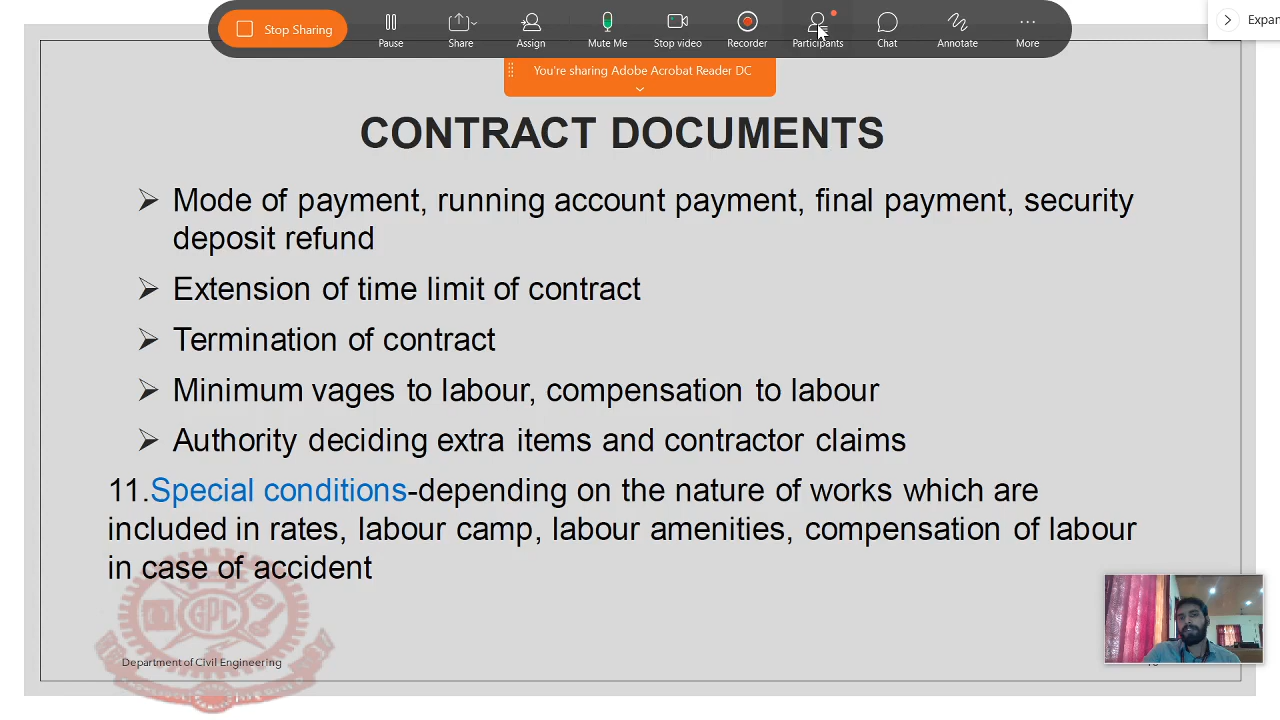 Stop Sharing
Pause
Share
Assign
Mute Me
Stop video
Recorder
Participants
Chat
Annotate
More
Expan
You're sharing Adobe Acrobat Reader DC
CONTRACT DOCUMENTS
Mode of payment, running account payment, final payment, security
deposit refund
Extension of time limit of contract
Termination of contract
Minimum vages to labour, compensation to labour
Authority deciding extra items and contractor claims
11.Special conditions-depending on the nature of works which are
included in rates, labour camp, labour amenities, compensation of labour
in case of accident
GPC
Department of Civil Engineering